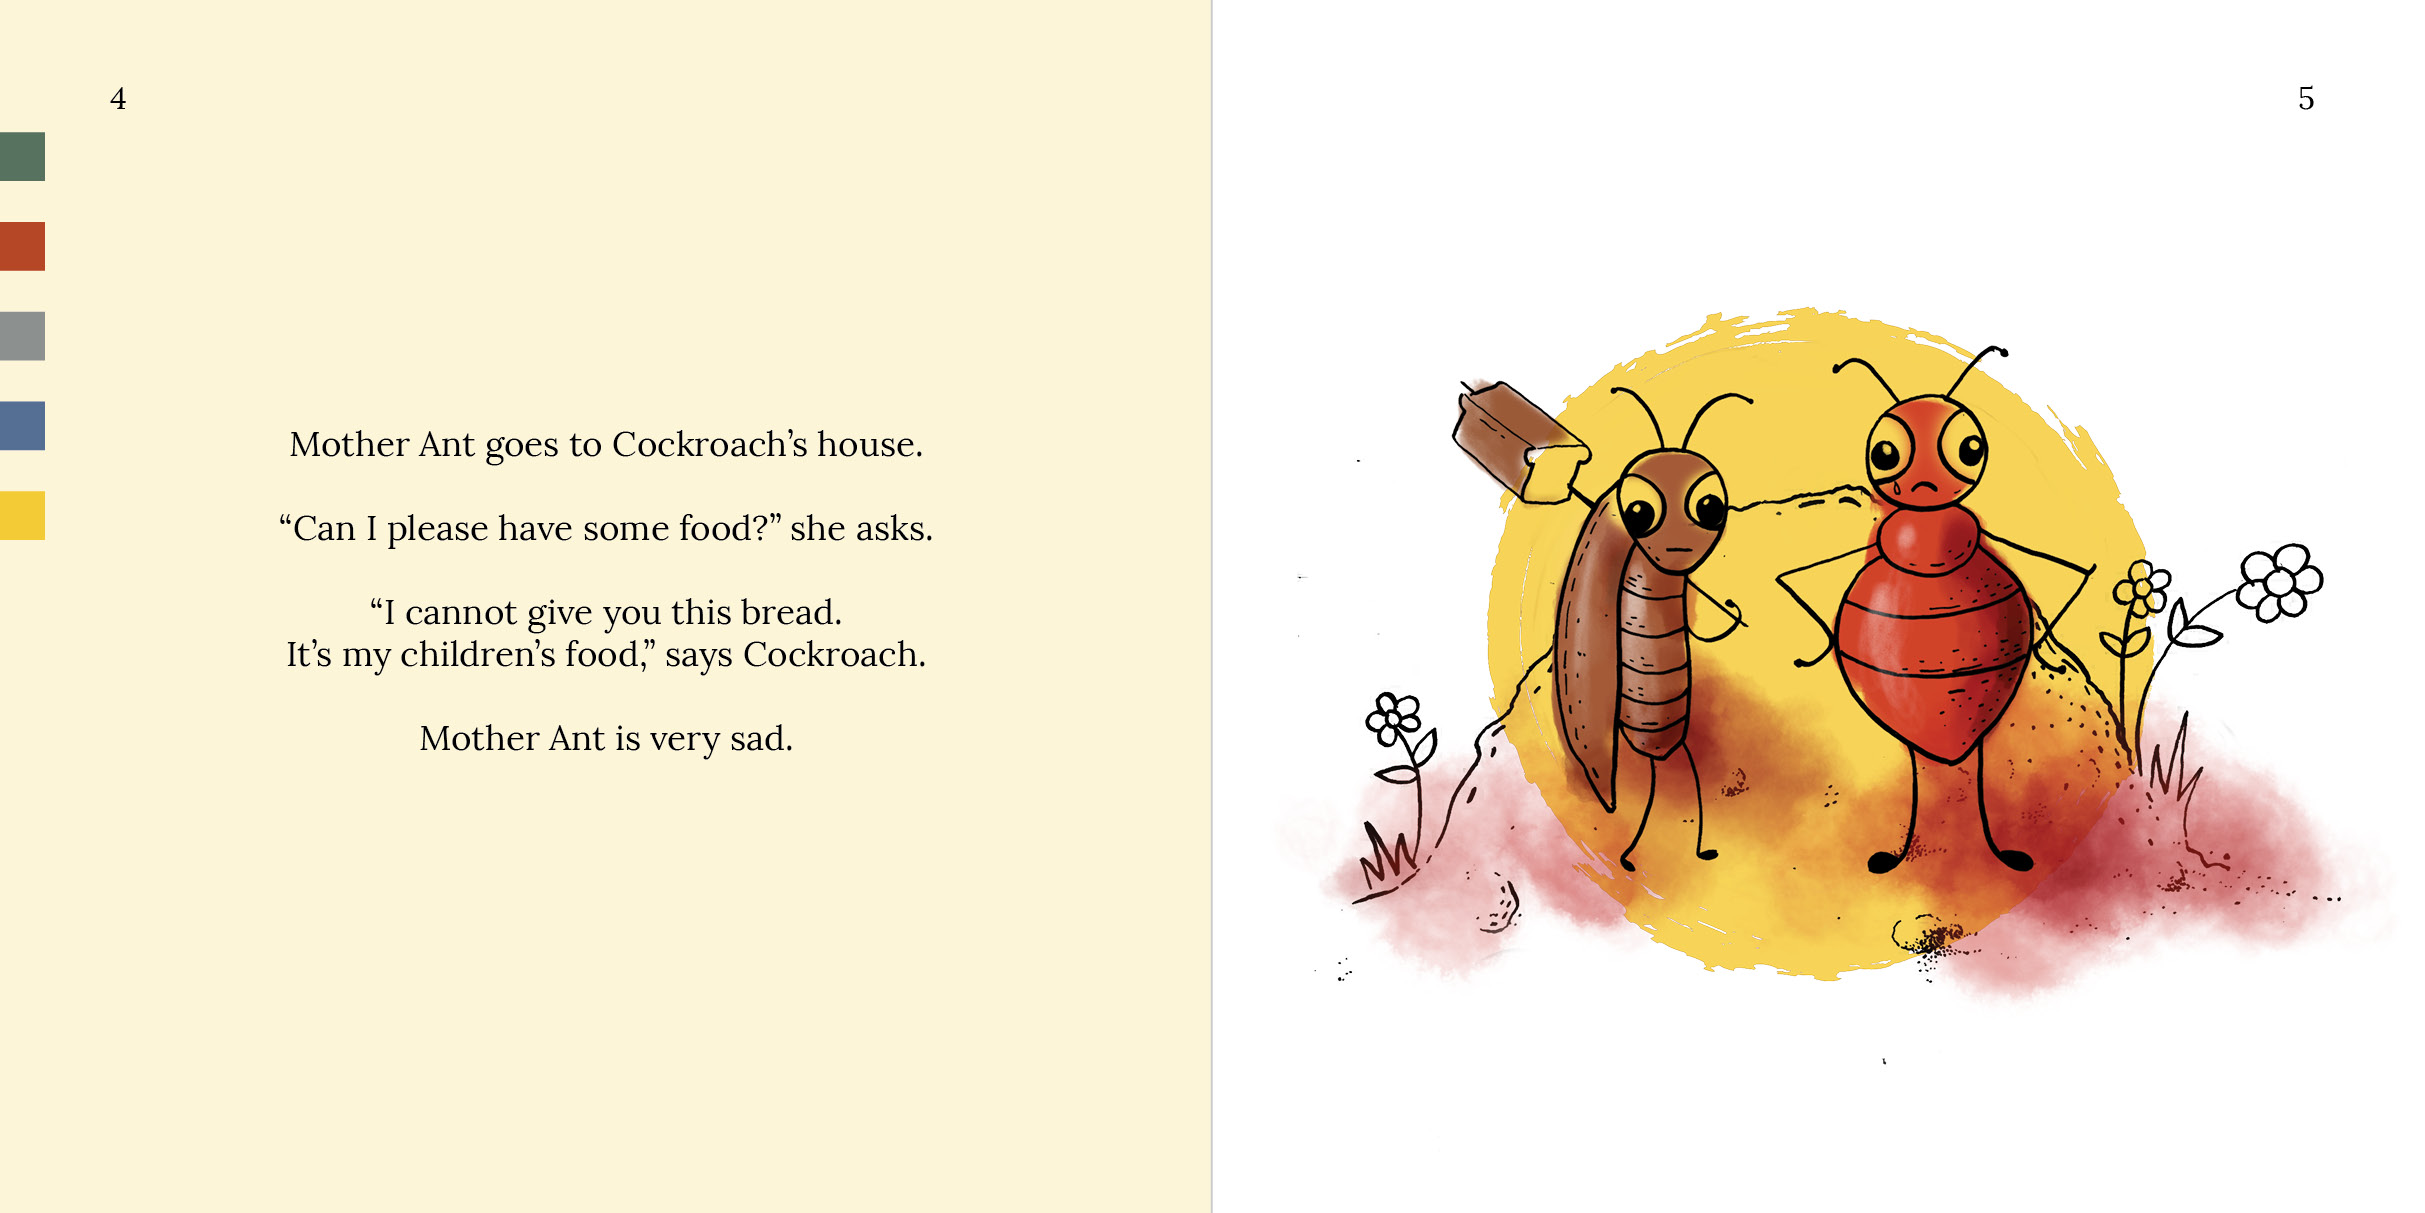 4
Mother Ant goes to Cockroach’s house.
“Can I please have some food?” she asks.
“I cannot give you this bread.
It’s my children’s food,” says Cockroach.
Mother Ant is very sad.
5